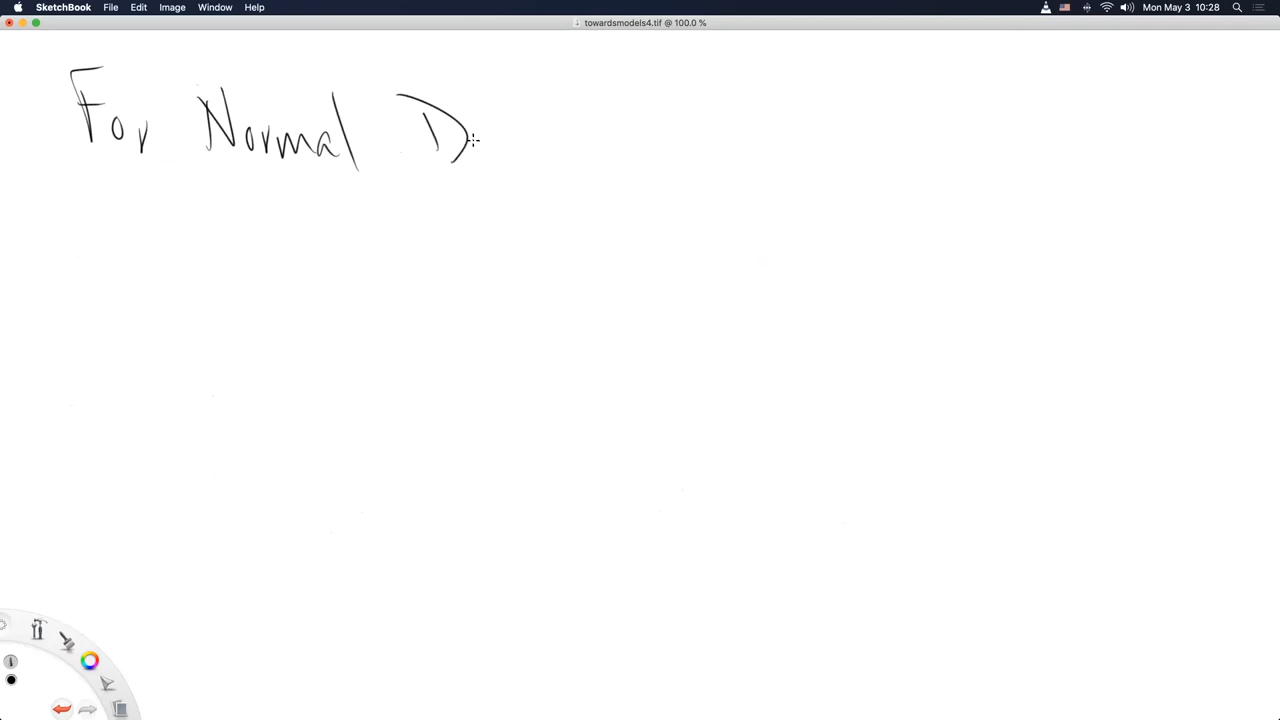 SketchBook File Edit Image Window Help Mon May 3 10:28
towardsmodels4.tif @ 100.0 %
For Normal D